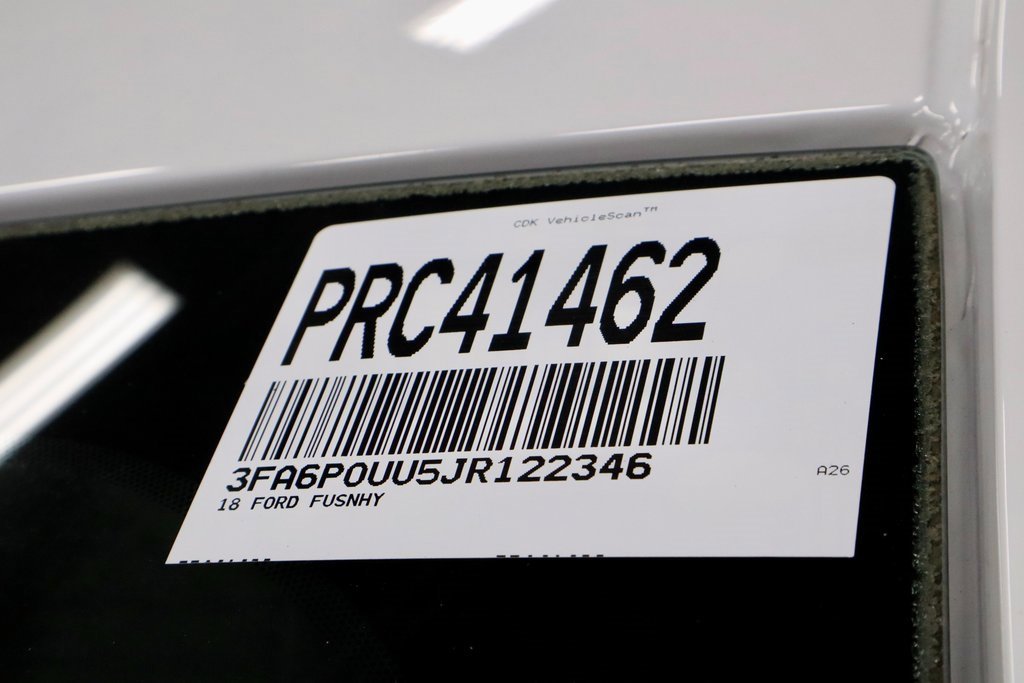 CDK VehicleScan™
PRC41462
3FA6P0UU5JR122346
18 FORD FUSNHY
A26